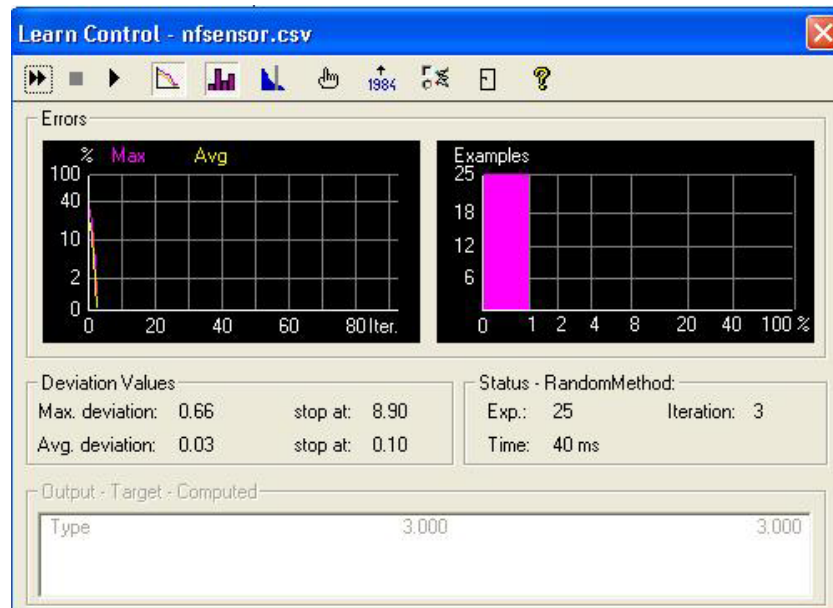 Learn Control - nfsensor.csv
1984
Errors
% Max Avg
100
40
10
2
0
0 20 40 60 80 Iter.
Examples
25
18
12
6
0 1 2 4 8 20 40 100 %
Deviation Values
Max. deviation: 0.66 stop at: 8.90
Avg. deviation: 0.03 stop at: 0.10
Status - RandomMethod:
Exp.: 25 Iteration: 3
Time: 40 ms
Output - Target - Computed
Type 3.000 3.000